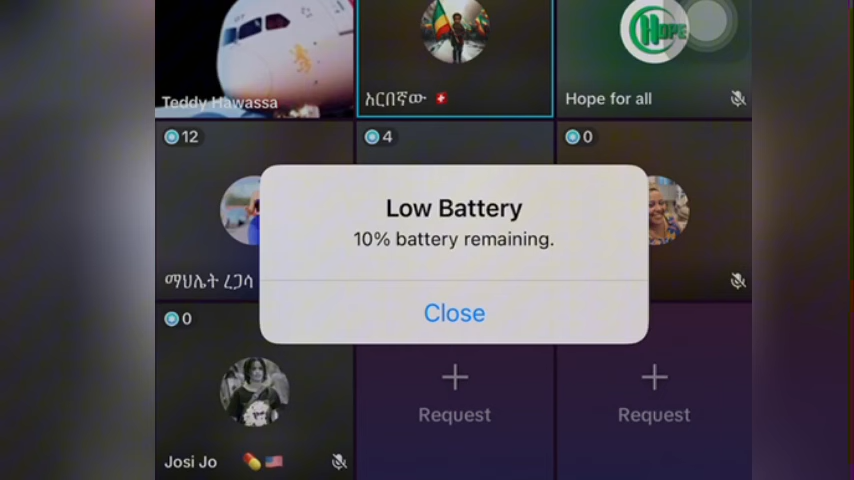 Teddy Hawassa
አርበኛው
HOPE
Hope for all
12
4
0
Low Battery
10% battery remaining.
Close
ማህሌት ረጋሳ
0
Request
Request
Josi Jo